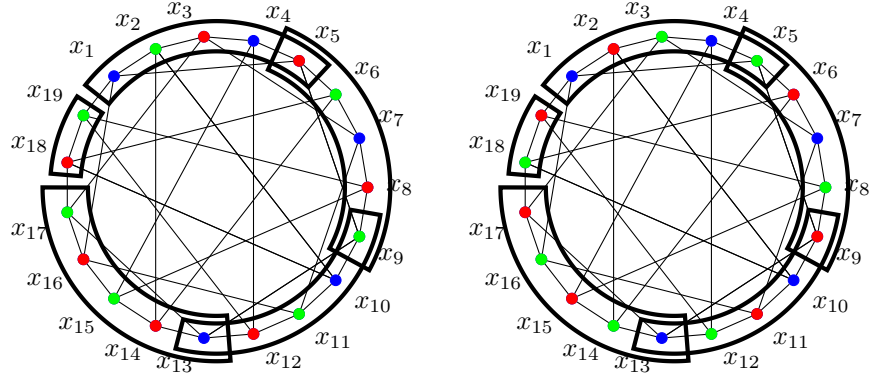 x₁ x₂ x₃ x₄ x₅ x₆ x₇ x₈ x₉ x₁₀ x₁₁ x₁₂ x₁₃ x₁₄ x₁₅ x₁₆ x₁₇ x₁₈ x₁₉
x₁ x₂ x₃ x₄ x₅ x₆ x₇ x₈ x₉ x₁₀ x₁₁ x₁₂ x₁₃ x₁₄ x₁₅ x₁₆ x₁₇ x₁₈ x₁₉